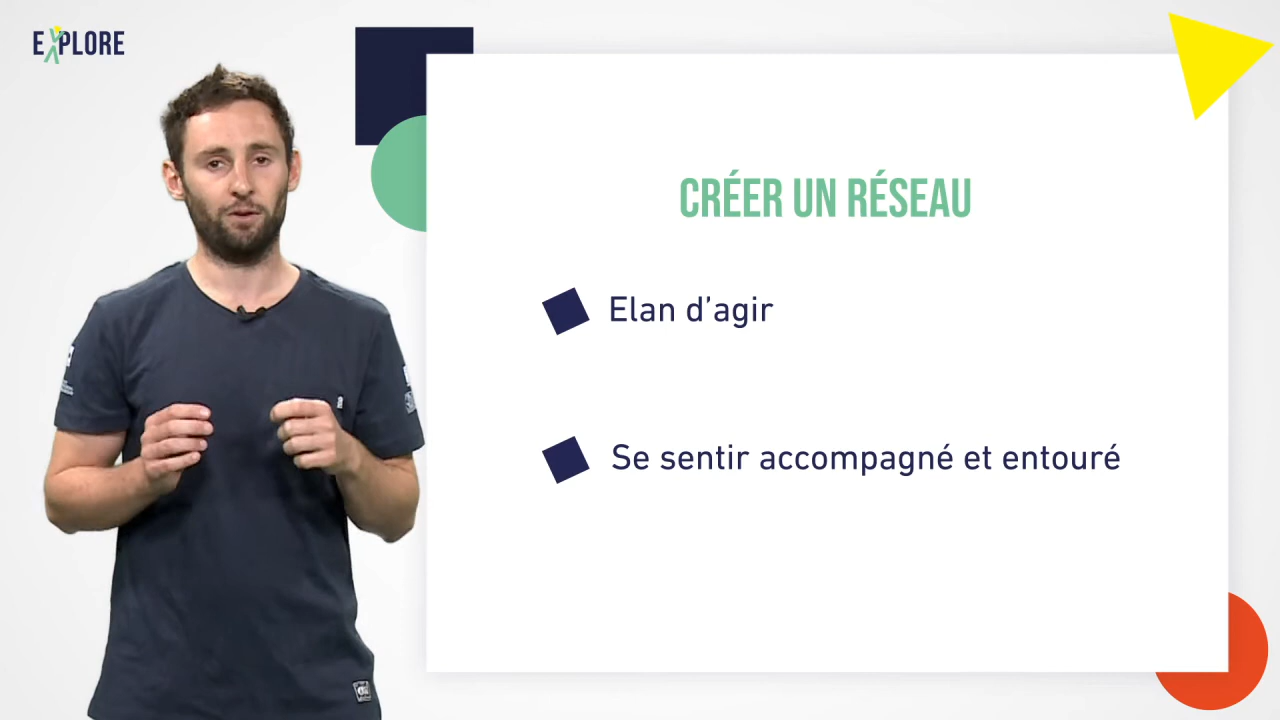 EXPLORE
CRÉER UN RÉSEAU
Elan d'agir
Se sentir accompagné et entouré